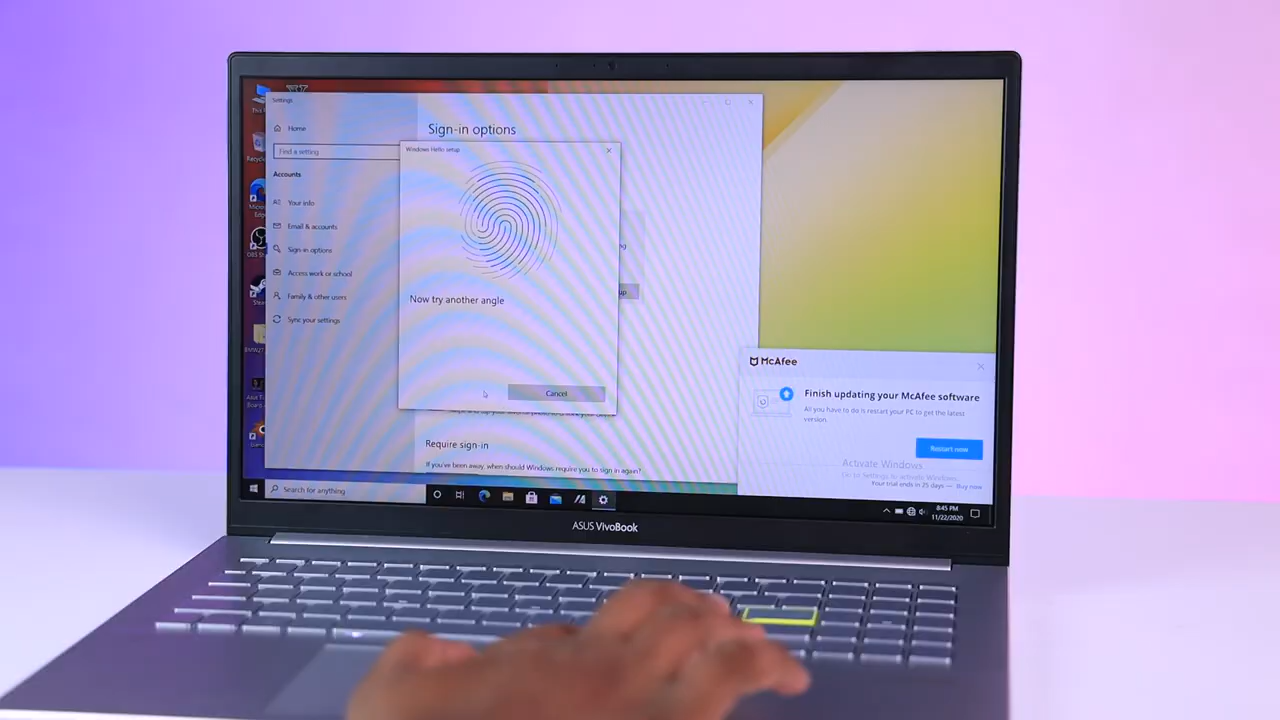 Settings
Home
Find a setting
Accounts
Your info
Email & accounts
Sign-in options
Access work or school
Family & other users
Sync your settings
Sign-in options
Windows Hello setup
Now try another angle
Cancel
Require sign-in
If you've been away, when should Windows require you to sign in again?
McAfee
Finish updating your McAfee software
All you have to do is restart your PC to get the latest
version.
Restart now
Activate Windows
Go to Settings to activate Windows.
Your trial ends in 25 days — Buy now
Search for anything
8:45 PM
11/22/2020
ASUS VivoBook